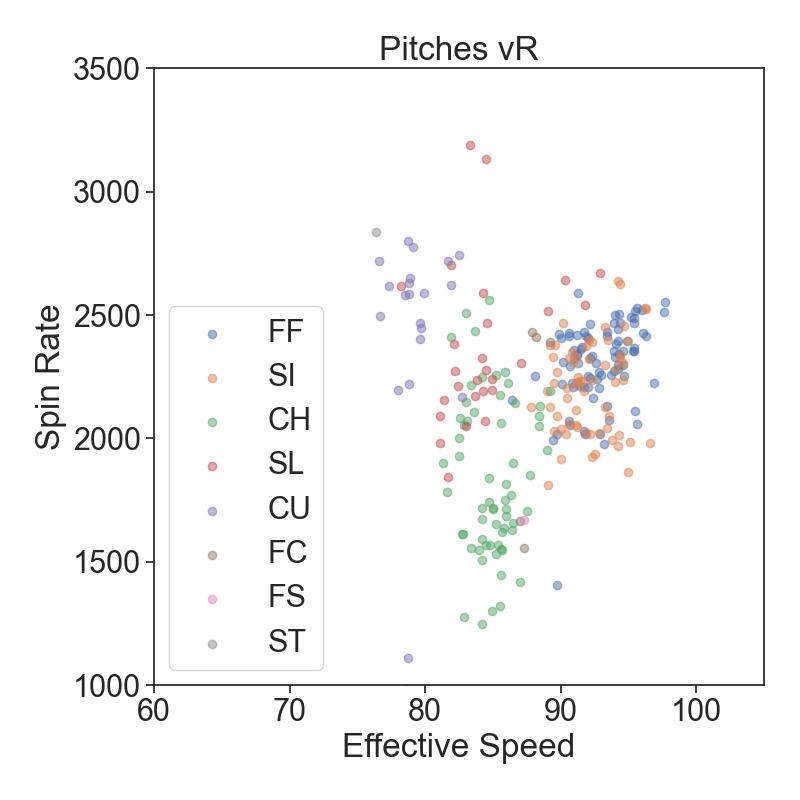 Pitches vR
3500
3000
2500
2000
1500
1000
Spin Rate
FF
SI
CH
SL
CU
FC
FS
ST
60 70 80 90 100
Effective Speed